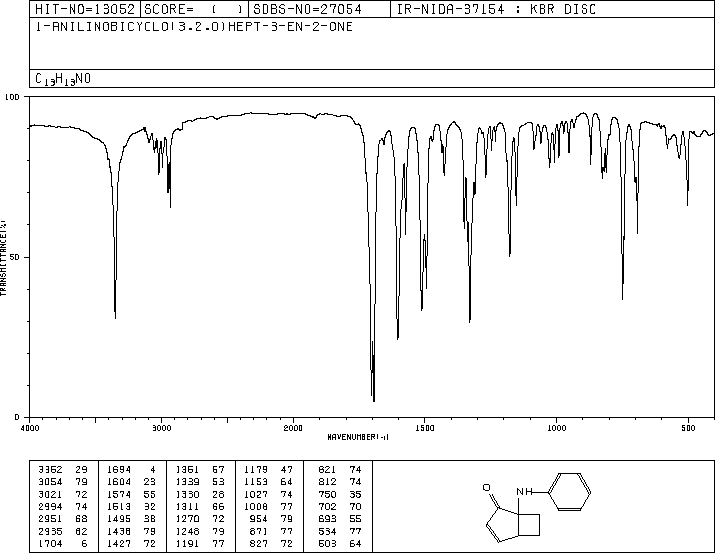 HIT-NO=13052 SCORE= ( ) SDBS-NO=27054 IR-NIDA-37154 : KBR DISC
1-ANILINOBICYCLO(3.2.0)HEPT-3-EN-2-ONE
C13H13NO
100
50
0
TRANSMITTANCE(%)
4000 3000 2000 1500 1000 500
WAVENUMBER(-1)
3362 29 1694 4 1351 57 1179 47 821 74
3054 79 1604 23 1339 53 1153 64 812 74
3021 72 1574 55 1330 28 1027 74 750 35
2994 74 1513 32 1311 66 1008 77 702 70
2951 68 1495 38 1270 72 954 79 693 55
2935 62 1438 79 1248 79 871 77 534 77
1704 6 1427 72 1191 77 827 72 503 64
O
NH